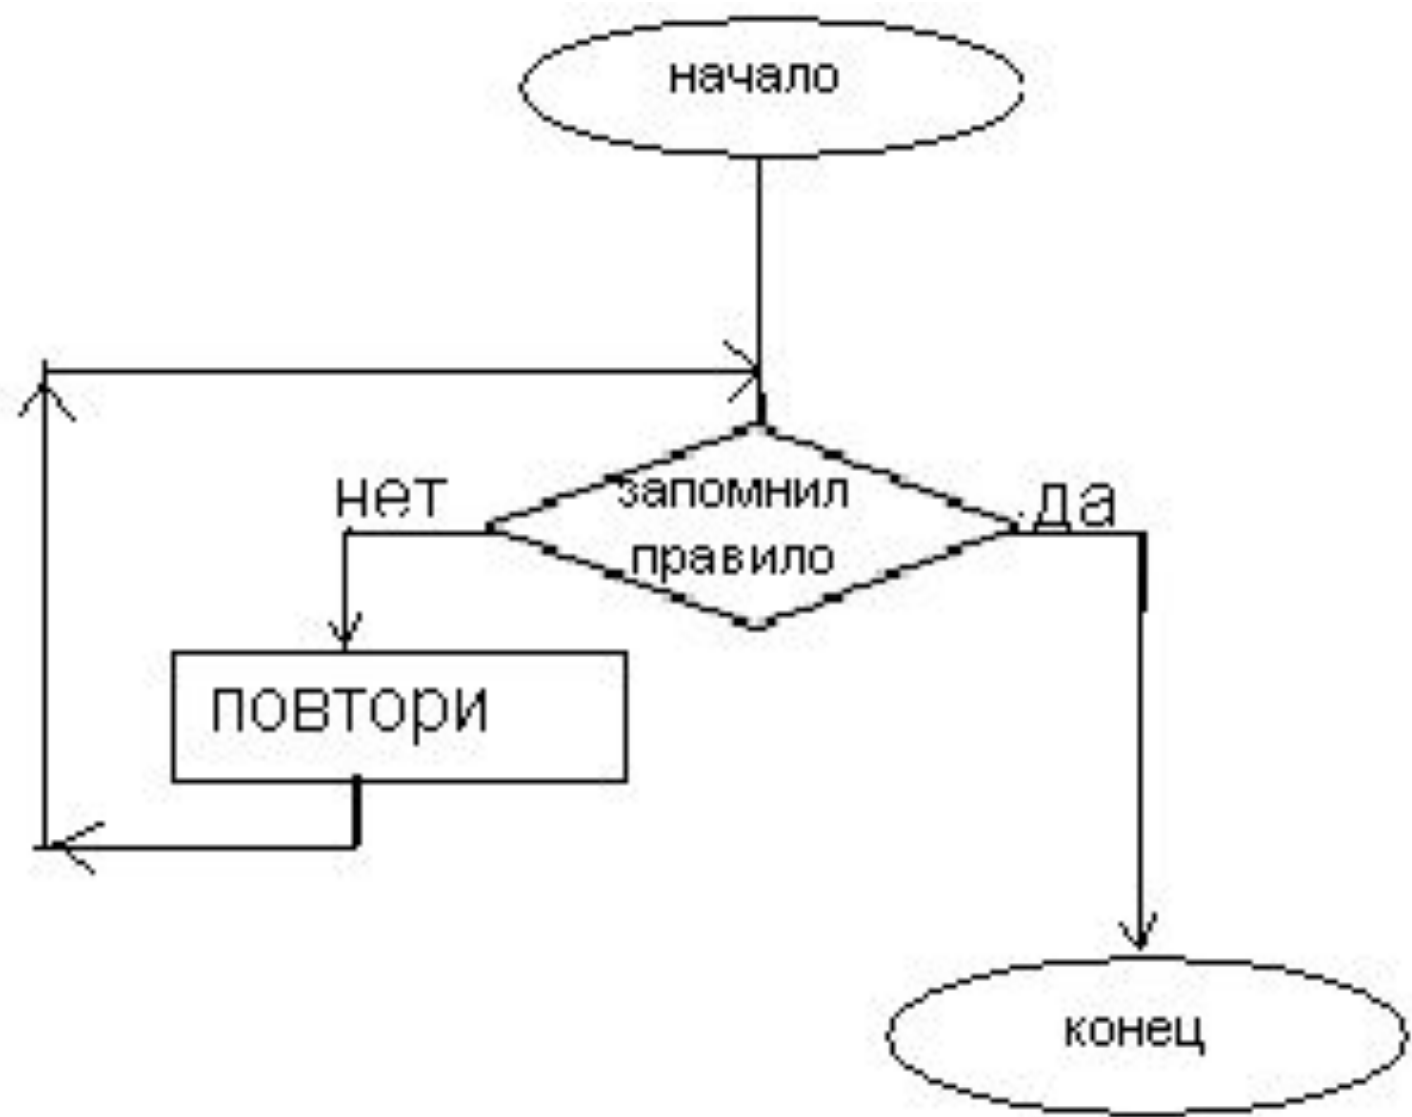 начало
нет
запомнил
правило
да
повтори
конец